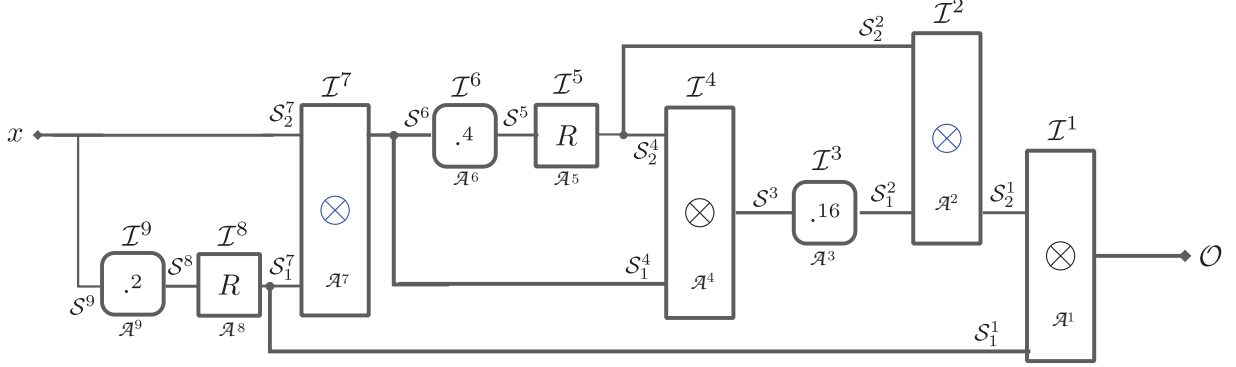 𝓘²
𝓢₂²
𝓘⁷ 𝓘⁶ 𝓘⁵ 𝓘⁴
x 𝓢₂⁷ 𝓢⁶ .⁴ 𝓢⁵ R 𝓢₂⁴ ⊗ 𝓘¹
𝓐⁶ 𝓐⁵ 𝓘³
⊗ ⊗ 𝓢³ .¹⁶ 𝓢₁² 𝓐² 𝓢₂¹
𝓘⁹ 𝓘⁸ 𝓐³ ⊗ 𝓞
𝓢⁹ .² 𝓢⁸ R 𝓢₁⁷ 𝓐⁷ 𝓢₁⁴ 𝓐⁴
𝓐⁹ 𝓐⁸ 𝓢₁¹ 𝓐¹